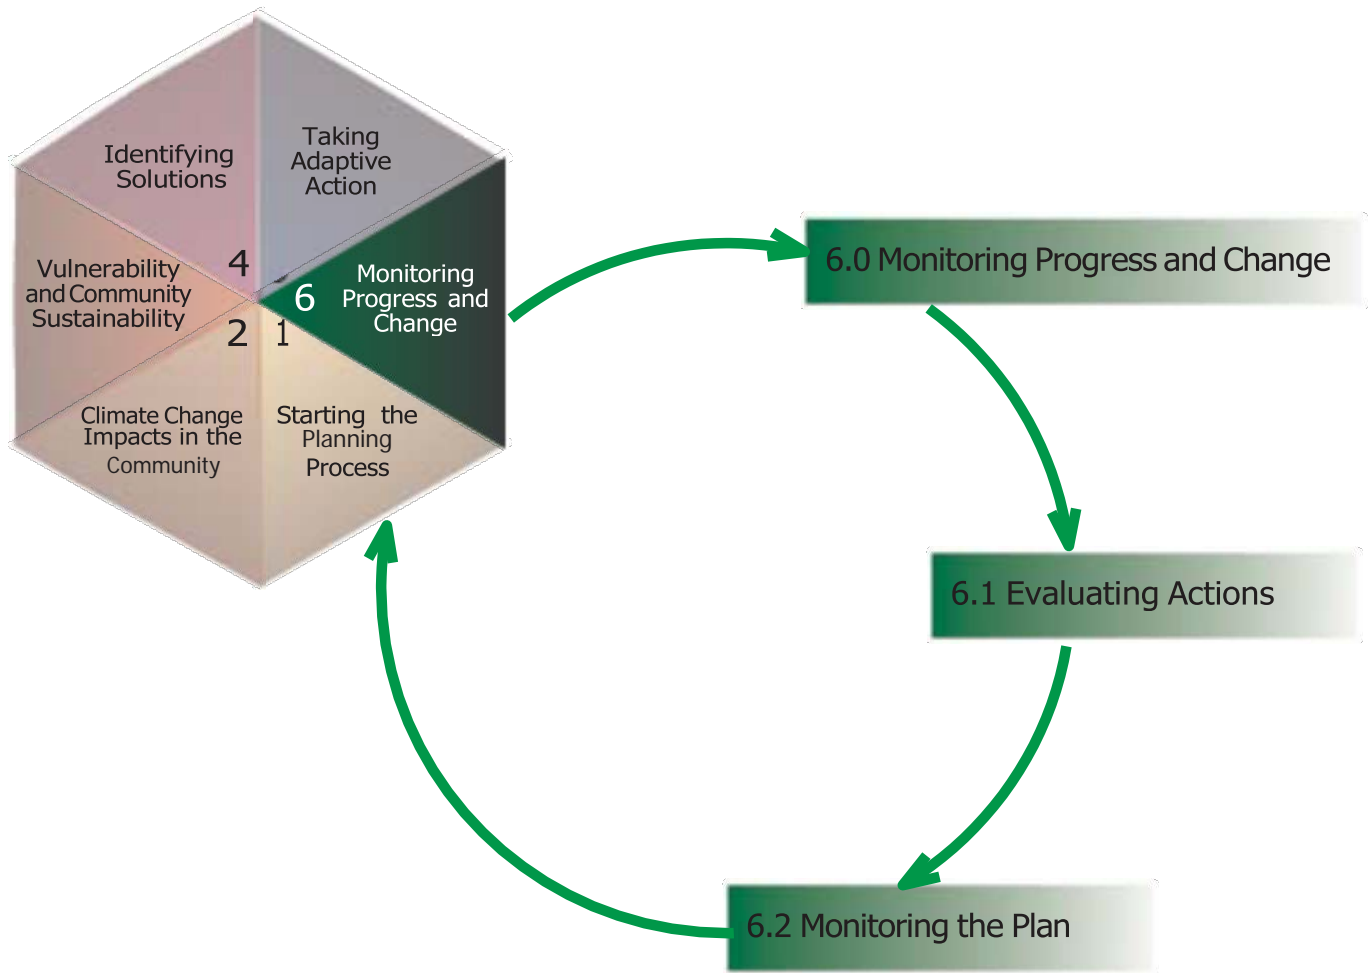 Identifying
Solutions
4
Taking
Adaptive
Action
Vulnerability
and Community
Sustainability
6
Monitoring
Progress and
Change
2
1
Climate Change
Impacts in the
Community
Starting the
Planning
Process
6.0 Monitoring Progress and Change
6.1 Evaluating Actions
6.2 Monitoring the Plan